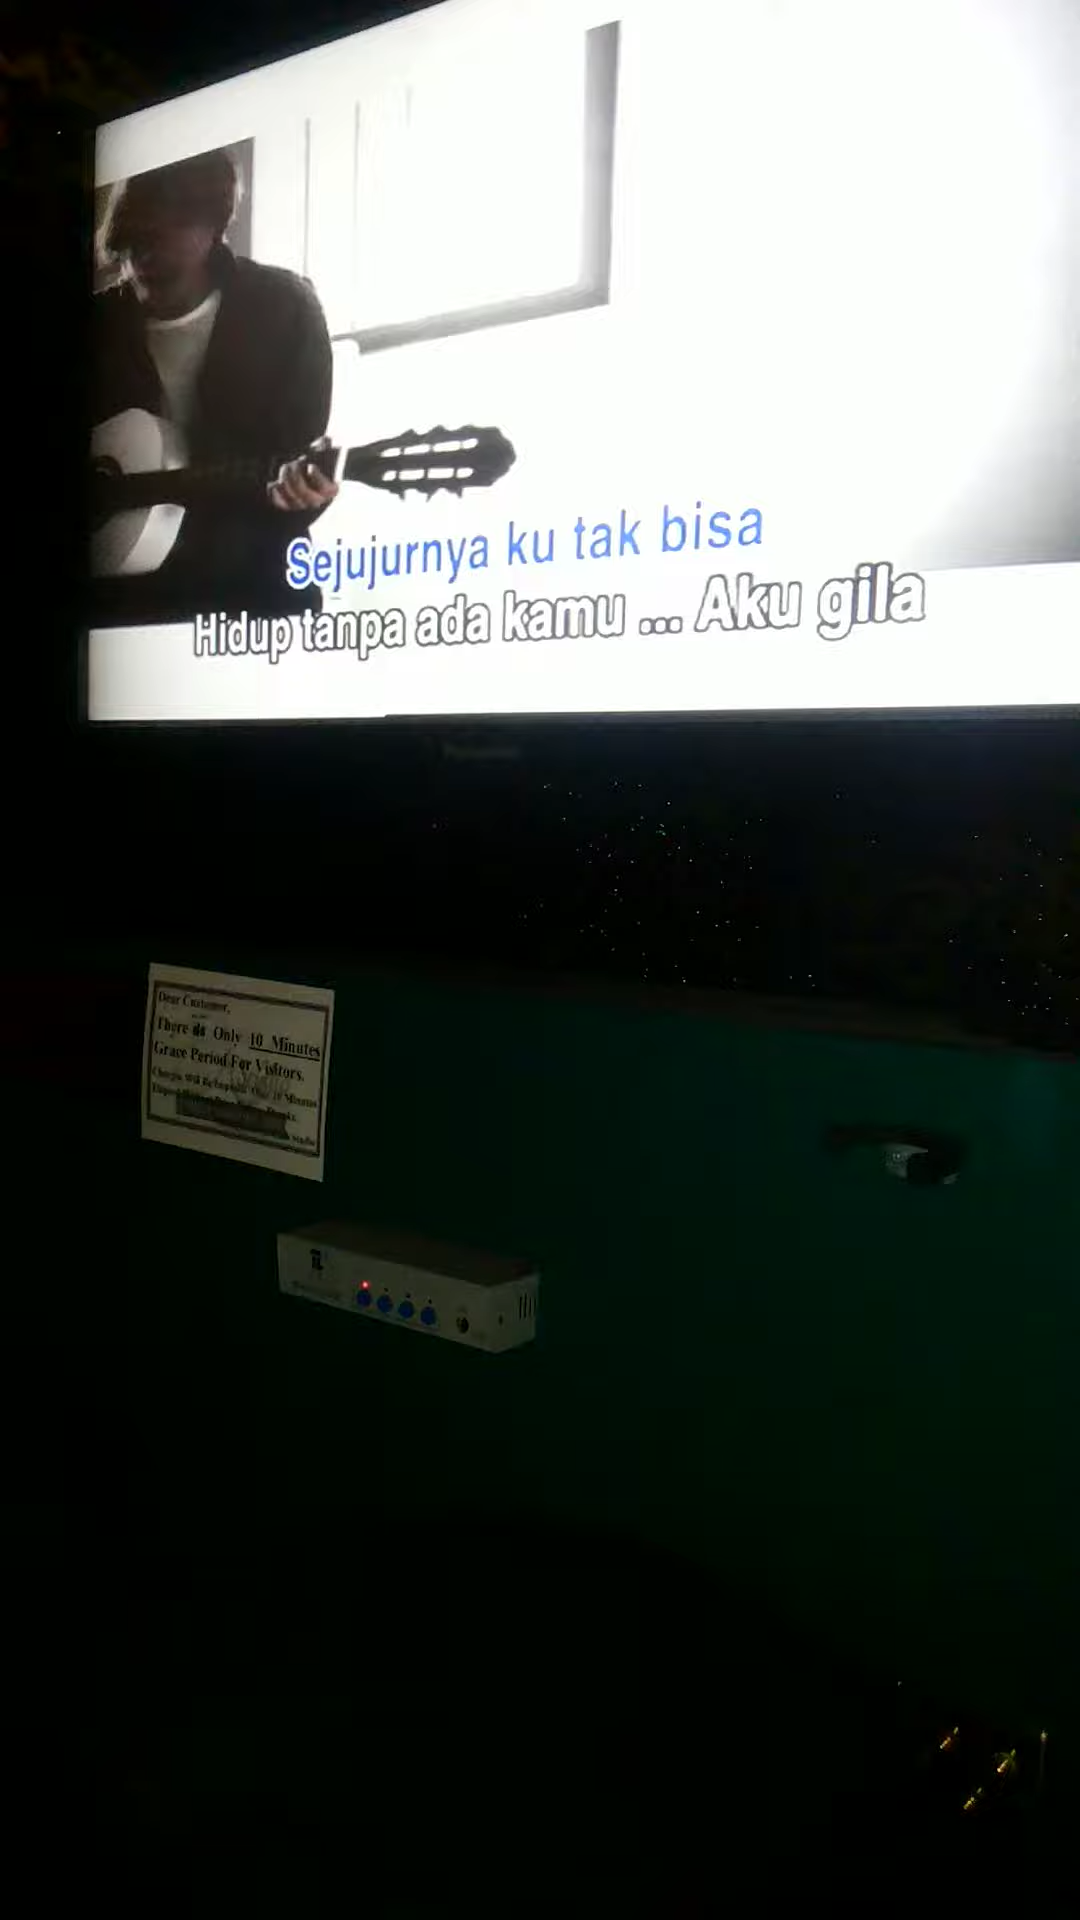 Sejujurnya ku tak bisa
Hidup tanpa ada kamu ... Aku gila
Dear Customer,
There is Only 10 Minutes
Grace Period For Visitors.